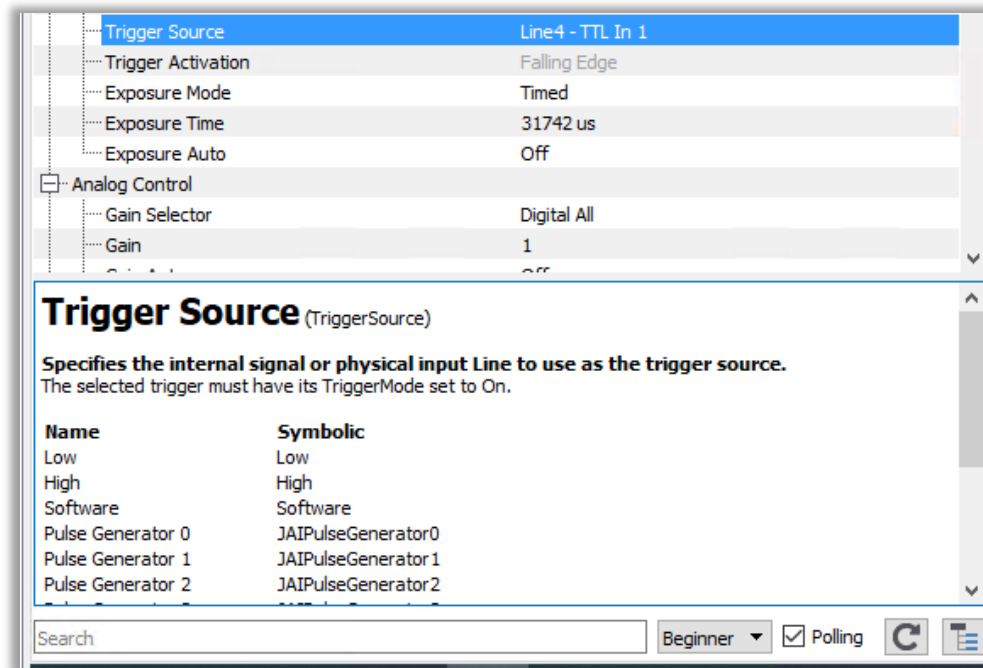 Trigger Source Line4 - TTL In 1
Trigger Activation Falling Edge
Exposure Mode Timed
Exposure Time 31742 us
Exposure Auto Off
Analog Control
Gain Selector Digital All
Gain 1
Trigger Source (TriggerSource)
Specifies the internal signal or physical input Line to use as the trigger source.
The selected trigger must have its TriggerMode set to On.
Name Symbolic
Low Low
High High
Software Software
Pulse Generator 0 JAIPulseGenerator0
Pulse Generator 1 JAIPulseGenerator1
Pulse Generator 2 JAIPulseGenerator2
Search Beginner Polling